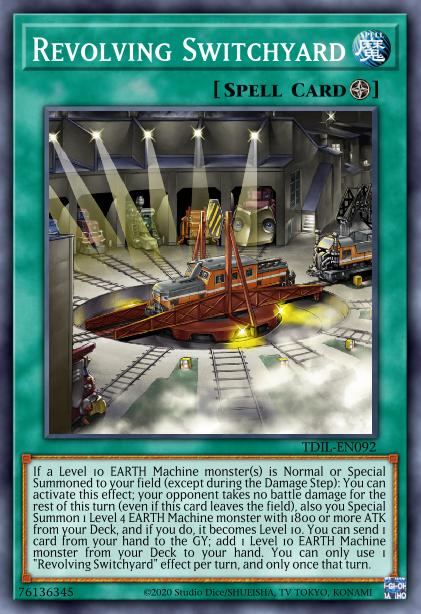 REVOLVING SWITCHYARD
SPELL
魔
[SPELL CARD]
TDIL-EN092
If a Level 10 EARTH Machine monster(s) is Normal or Special
Summoned to your field (except during the Damage Step): You can
activate this effect; your opponent takes no battle damage for the
rest of this turn (even if this card leaves the field), also you Special
Summon 1 Level 4 EARTH Machine monster with 1800 or more ATK
from your Deck, and if you do, it becomes Level 10. You can send 1
card from your hand to the GY; add 1 Level 10 EARTH Machine
monster from your Deck to your hand. You can only use 1
"Revolving Switchyard" effect per turn, and only once that turn.
76136345
©2020 Studio Dice/SHUEISHA, TV TOKYO, KONAMI